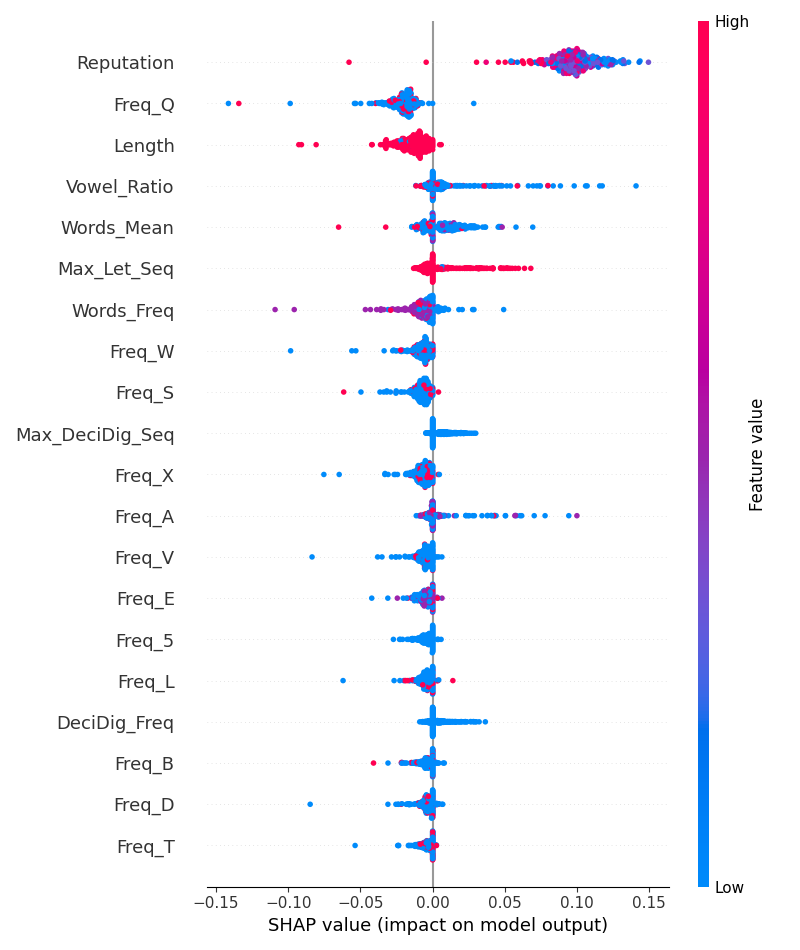 High
Reputation
Freq_Q
Length
Vowel_Ratio
Words_Mean
Max_Let_Seq
Words_Freq
Freq_W
Freq_S
Max_DeciDig_Seq
Freq_X
Freq_A
Freq_V
Freq_E
Freq_5
Freq_L
DeciDig_Freq
Freq_B
Freq_D
Freq_T
Feature value
Low
−0.15 −0.10 −0.05 0.00 0.05 0.10 0.15
SHAP value (impact on model output)